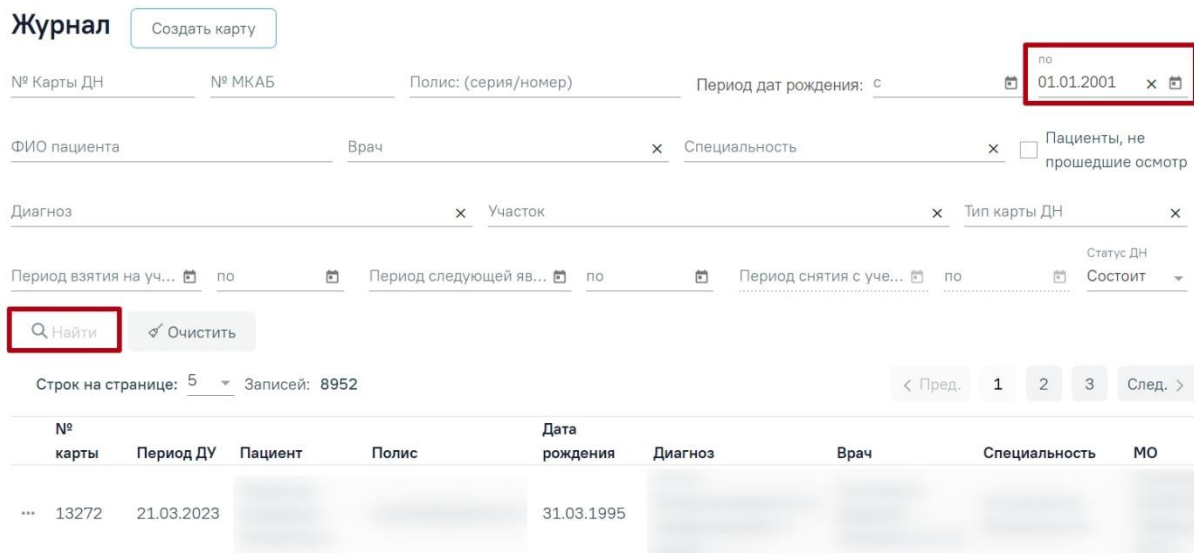 Журнал Создать карту
по
№ Карты ДН № МКАБ Полис: (серия/номер) Период дат рождения: с 01.01.2001
ФИО пациента Врач Специальность Пациенты, не
прошедшие осмотр
Диагноз Участок Тип карты ДН
Статус ДН
Период взятия на уч... по Период следующей яв... по Период снятия с уче... по Состоит
Найти Очистить
Строк на странице: 5 Записей: 8952 < Пред. 1 2 3 След. >
№ Дата
карты Период ДУ Пациент Полис рождения Диагноз Врач Специальность МО
... 13272 21.03.2023 31.03.1995